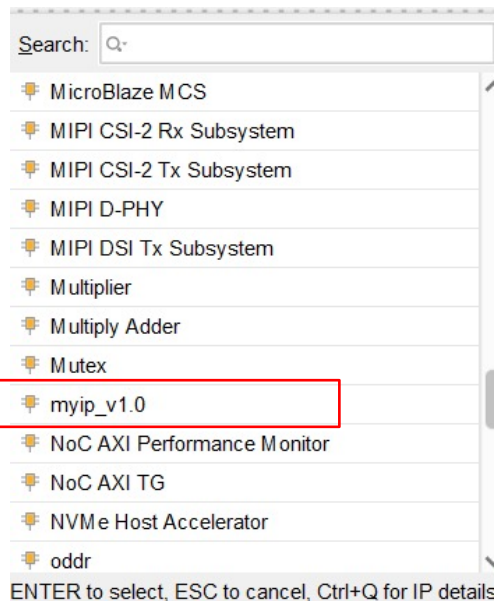 Search:
MicroBlaze MCS
MIPI CSI-2 Rx Subsystem
MIPI CSI-2 Tx Subsystem
MIPI D-PHY
MIPI DSI Tx Subsystem
Multiplier
Multiply Adder
Mutex
myip_v1.0
NoC AXI Performance Monitor
NoC AXI TG
NVMe Host Accelerator
oddr
ENTER to select, ESC to cancel, Ctrl+Q for IP details